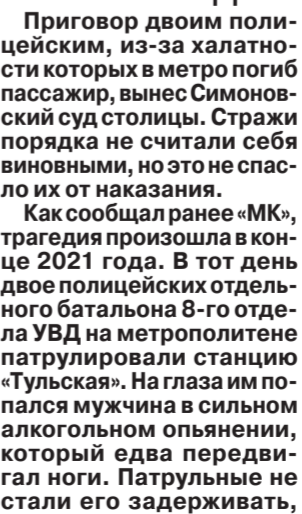 Приговор двоим поли-
цейским, из-за халатно-
сти которых в метро погиб
пассажир, вынес Симонов-
ский суд столицы. Стражи
порядка не считали себя
виновными, но это не спас-
ло их от наказания.
Как сообщал ранее «МК»,
трагедия произошла в кон-
це 2021 года. В тот день
двое полицейских отдель-
ного батальона 8-го отде-
ла УВД на метрополитене
патрулировали станцию
«Тульская». На глаза им по-
пался мужчина в сильном
алкогольном опьянении,
который едва передви-
гал ноги. Патрульные не
стали его задерживать,